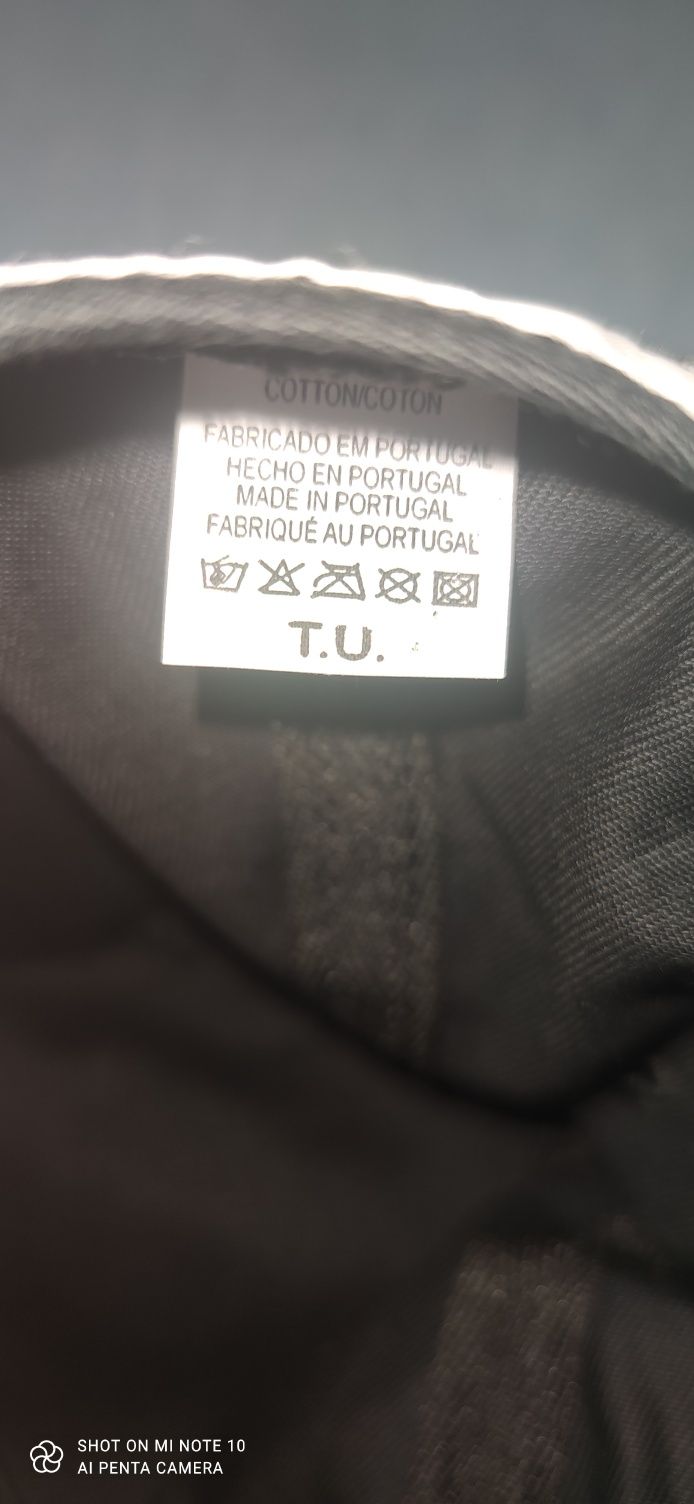 COTTON/COTON
FABRICADO EM PORTUGAL
HECHO EN PORTUGAL
MADE IN PORTUGAL
FABRIQUÉ AU PORTUGAL
T.U.
SHOT ON MI NOTE 10
AI PENTA CAMERA